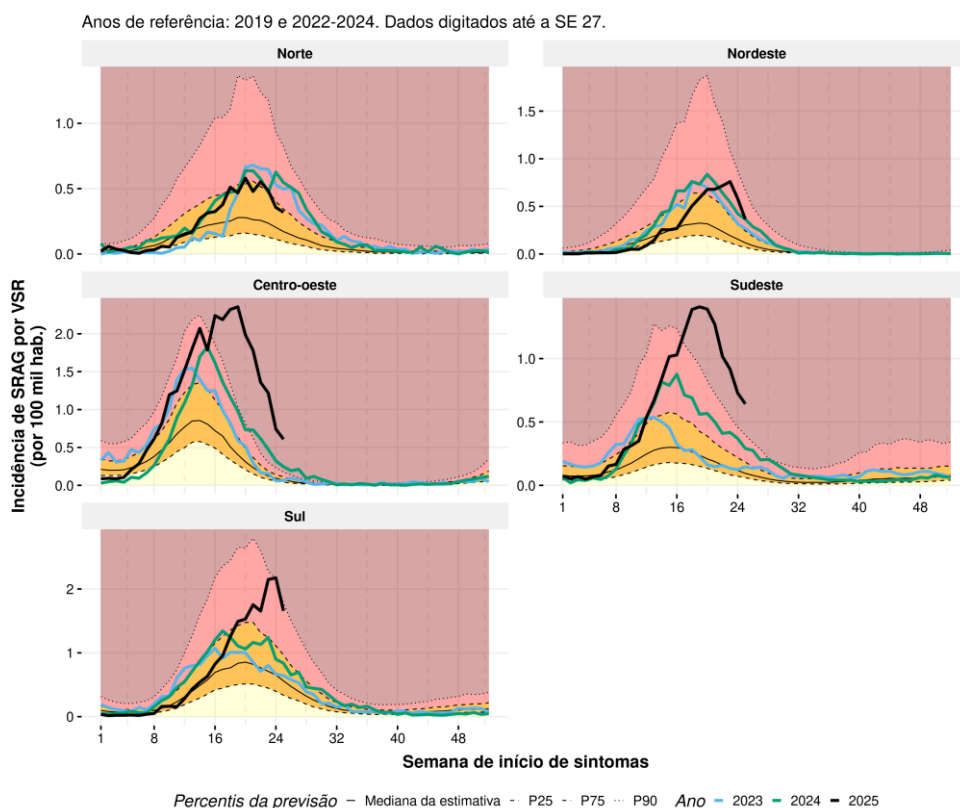 Anos de referência: 2019 e 2022-2024. Dados digitados até a SE 27.
Norte
Nordeste
1.0
0.5
0.0
1.5
1.0
0.5
0.0
Centro-oeste
Sudeste
2.0
1.5
1.0
0.5
0.0
1.0
0.5
0.0
1 8 16 24 32 40 48
Sul
2
1
0
1 8 16 24 32 40 48
Incidência de SRAG por VSR
(por 100 mil hab.)
Semana de início de sintomas
Percentis da previsão Mediana da estimativa P25 P75 P90 Ano 2023 2024 2025